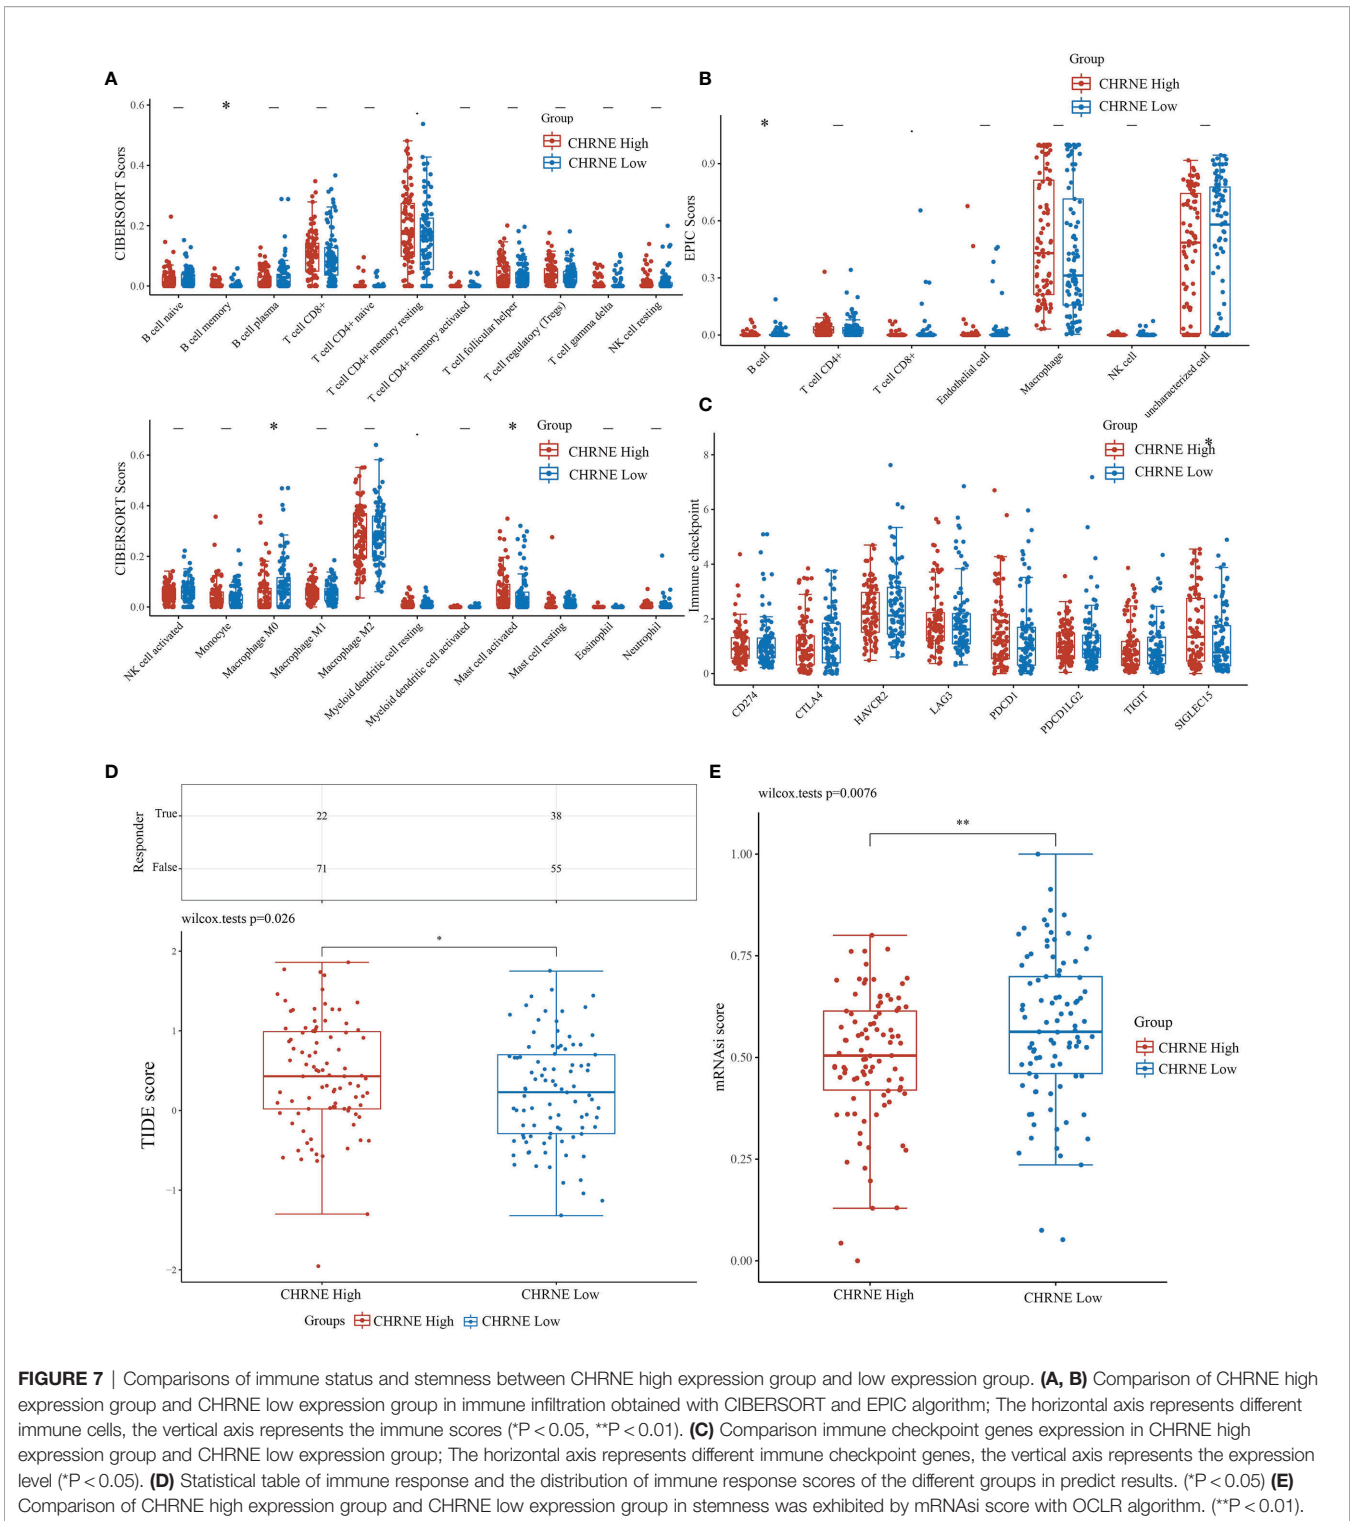 A
CIBERSORT Scors
0.6
0.4
0.2
0.0
— * — — — . — — — — —
Group
CHRNE High
CHRNE Low
B cell naive
B cell memory
B cell plasma
T cell CD8+
T cell CD4+ naive
T cell CD4+ memory resting
T cell CD4+ memory activated
T cell follicular helper
T cell regulatory (Tregs)
T cell gamma delta
NK cell resting
B
Group
CHRNE High
CHRNE Low
EPIC Scores
0.9
0.6
0.3
0.0
* — . — — — —
B cell
T cell CD4+
T cell CD8+
Endothelial cell
Macrophage
NK cell
uncharacterized cell
CIBERSORT Scors
0.6
0.4
0.2
0.0
— — * — — . — * — —
Group
CHRNE High
CHRNE Low
NK cell activated
Monocyte
Macrophage M0
Macrophage M1
Macrophage M2
Myeloid dendritic cell resting
Myeloid dendritic cell activated
Mast cell activated
Mast cell resting
Eosinophil
Neutrophil
C
Group
CHRNE High
CHRNE Low
*
Immune checkpoint
8
6
4
2
0
CD274
CTLA4
HAVCR2
LAG3
PDCD1
PDCD1LG2
TIGIT
SIGLEC15
D
Responder
True 22 38
False 71 55
wilcox.tests p=0.026
*
TIDE score
2
1
0
−1
−2
CHRNE High CHRNE Low
Groups CHRNE High CHRNE Low
E
wilcox.tests p=0.0076
**
mRNAsi score
1.00
0.75
0.50
0.25
0.00
CHRNE High CHRNE Low
Group
CHRNE High
CHRNE Low
FIGURE 7 | Comparisons of immune status and stemness between CHRNE high expression group and low expression group. (A, B) Comparison of CHRNE high
expression group and CHRNE low expression group in immune infiltration obtained with CIBERSORT and EPIC algorithm; The horizontal axis represents different
immune cells, the vertical axis represents the immune scores (*P < 0.05, **P < 0.01). (C) Comparison immune checkpoint genes expression in CHRNE high
expression group and CHRNE low expression group; The horizontal axis represents different immune checkpoint genes, the vertical axis represents the expression
level (*P < 0.05). (D) Statistical table of immune response and the distribution of immune response scores of the different groups in predict results. (*P < 0.05) (E)
Comparison of CHRNE high expression group and CHRNE low expression group in stemness was exhibited by mRNAsi score with OCLR algorithm. (**P < 0.01).